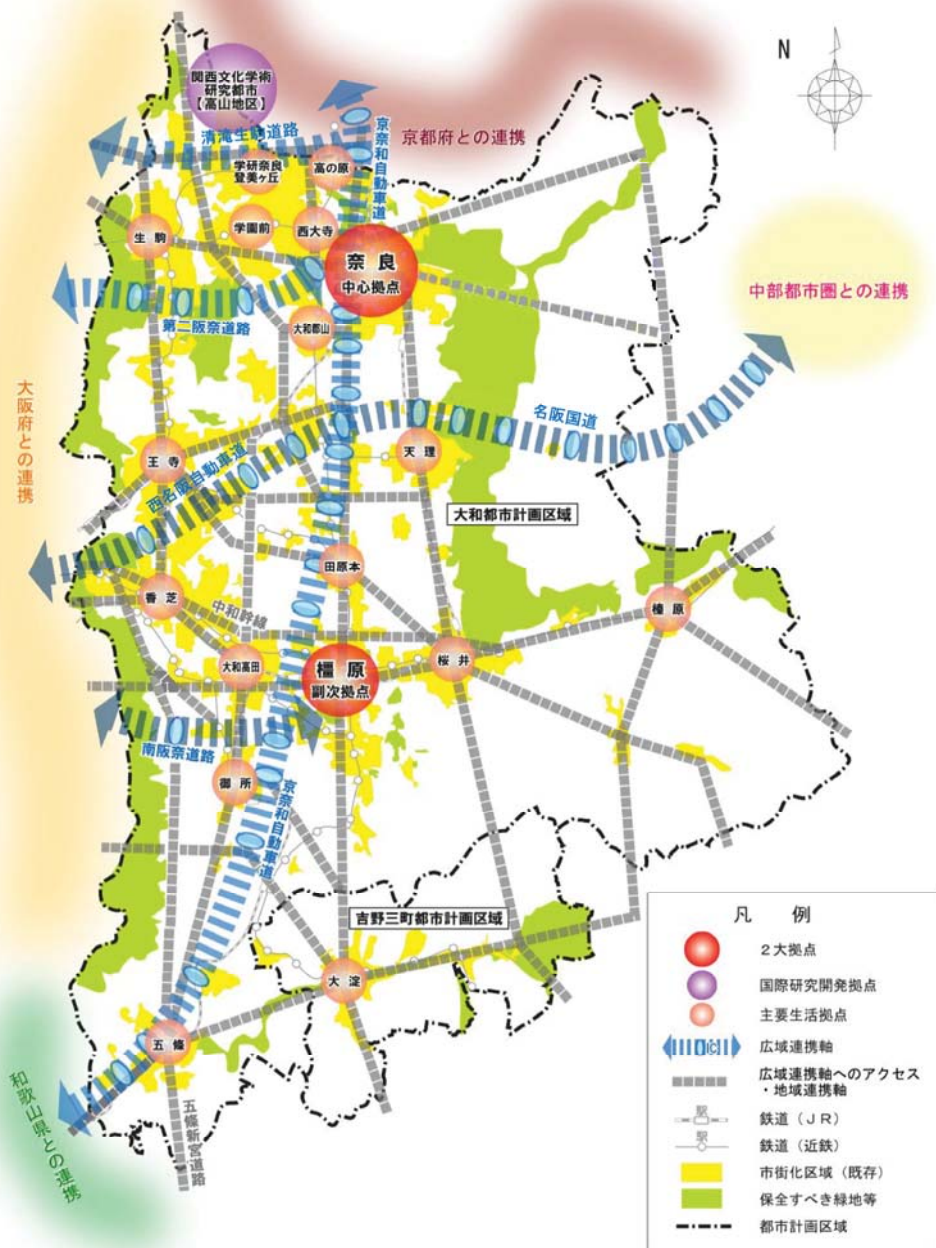 N
関西文化学術
研究都市
【高山地区】
京都府との連携
清滝生駒道路
京奈和自動車道
学研奈良
登美ヶ丘
高の原
生駒
学園前
西大寺
奈良
中心拠点
中部都市圏との連携
第二阪奈道路
大和郡山
大阪府との連携
名阪国道
王寺
天理
西名阪自動車道
大和都市計画区域
田原本
香芝
中和幹線
榛原
大和高田
橿原
副次拠点
桜井
南阪奈道路
御所
京奈和自動車道
吉野三町都市計画区域
大淀
五條
和歌山県との連携
五條新宮道路
凡例
2大拠点
国際研究開発拠点
主要生活拠点
IC
広域連携軸
広域連携軸へのアクセス
・地域連携軸
駅
鉄道（JR）
駅
鉄道（近鉄）
市街化区域（既存）
保全すべき緑地等
都市計画区域